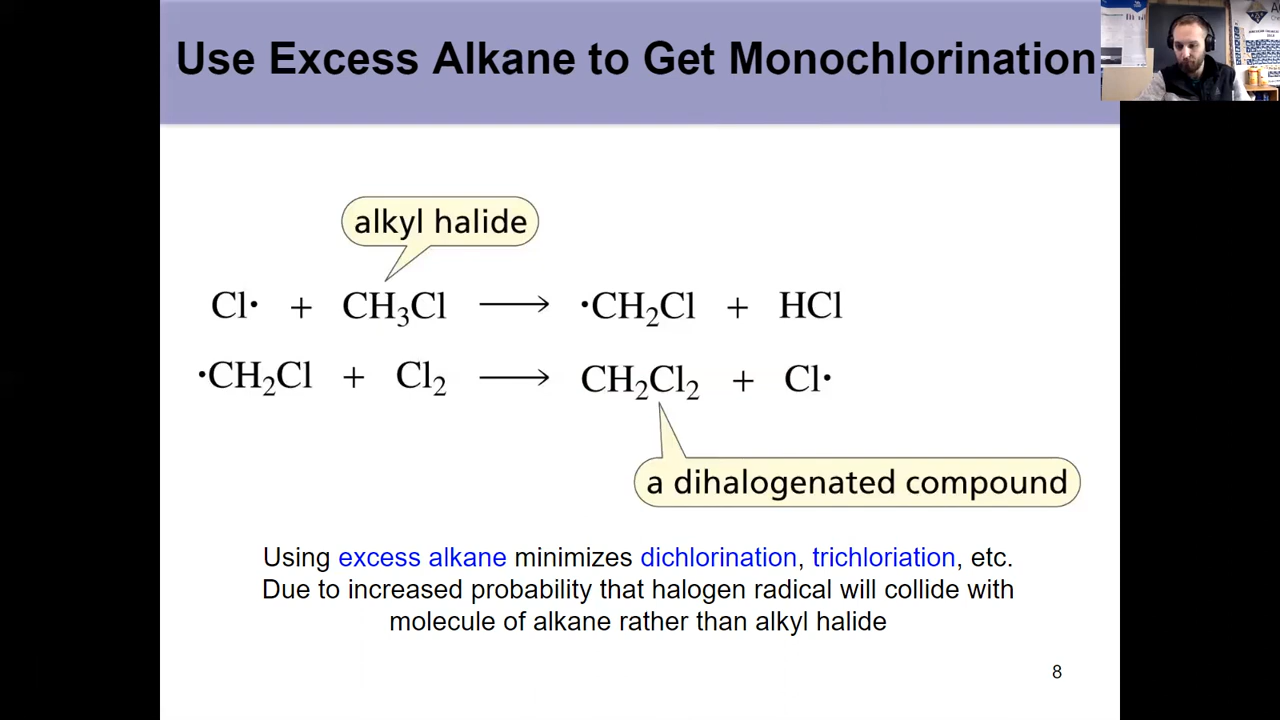 Use Excess Alkane to Get Monochlorination
alkyl halide
Cl· + CH₃Cl ⟶ ·CH₂Cl + HCl
·CH₂Cl + Cl₂ ⟶ CH₂Cl₂ + Cl·
a dihalogenated compound
Using excess alkane minimizes dichlorination, trichloriation, etc.
Due to increased probability that halogen radical will collide with
molecule of alkane rather than alkyl halide
8